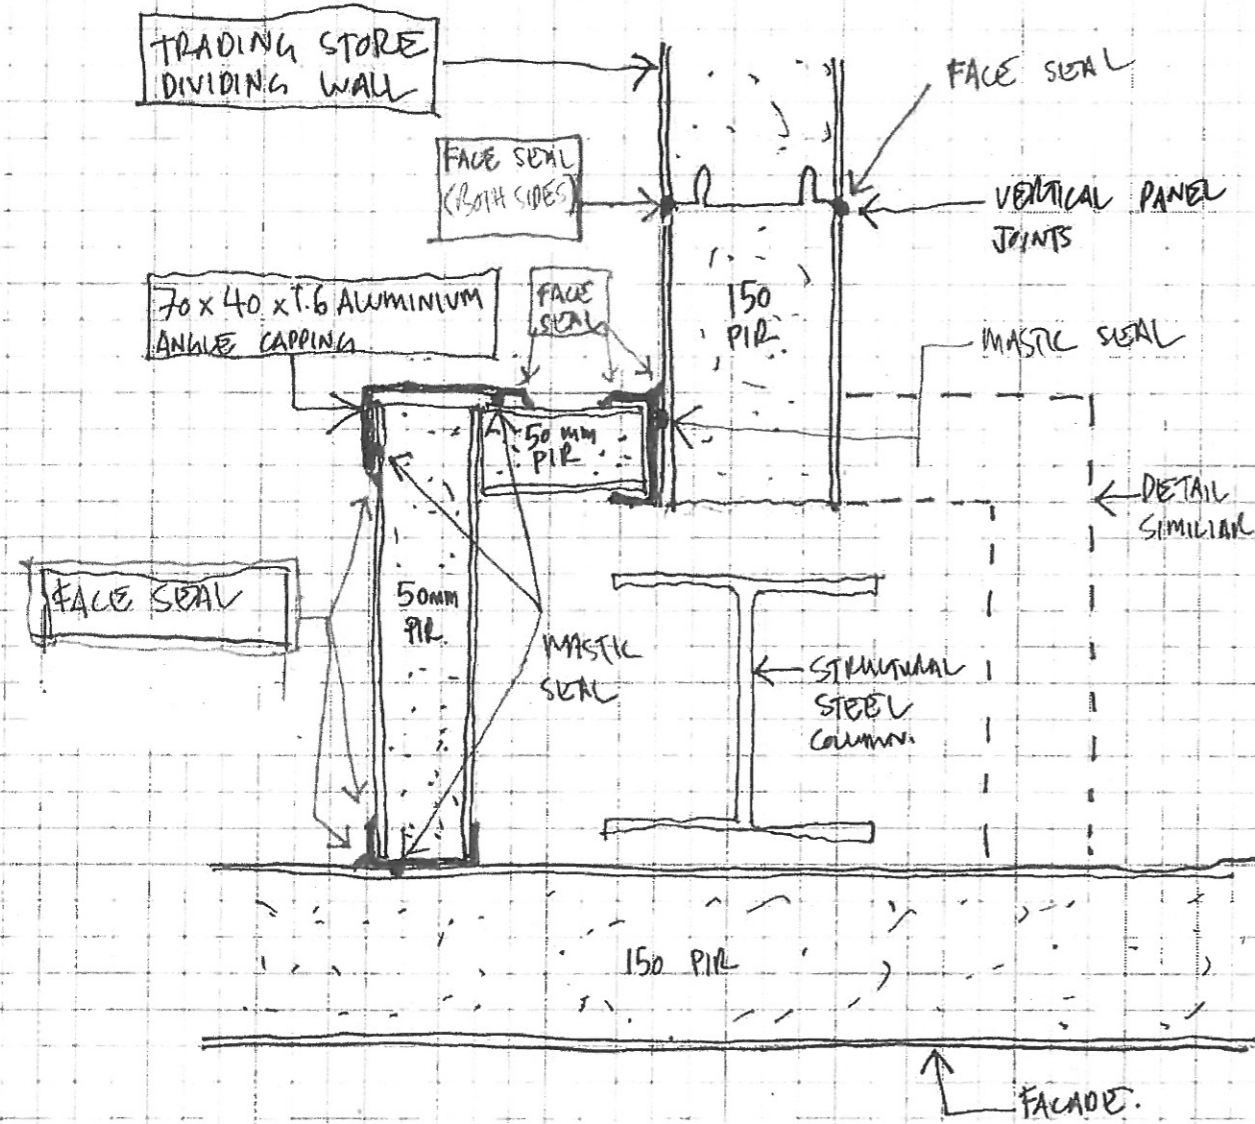 TRADING STORE
DIVIDING WALL
FACE SEAL
FACE SEAL
(BOTH SIDES)
VERTICAL PANEL
JOINTS
70 x 40 x 1.6 ALUMINIUM
ANGLE CAPPING
FACE
SEAL
150
PIR
MASTIC SEAL
50 mm
PIR
DETAIL
SIMILIAR
FACE SEAL
50mm
PIR
MASTIC
SEAL
STRUCTURAL
STEEL
COLUMN.
150 PIR
FACADE.